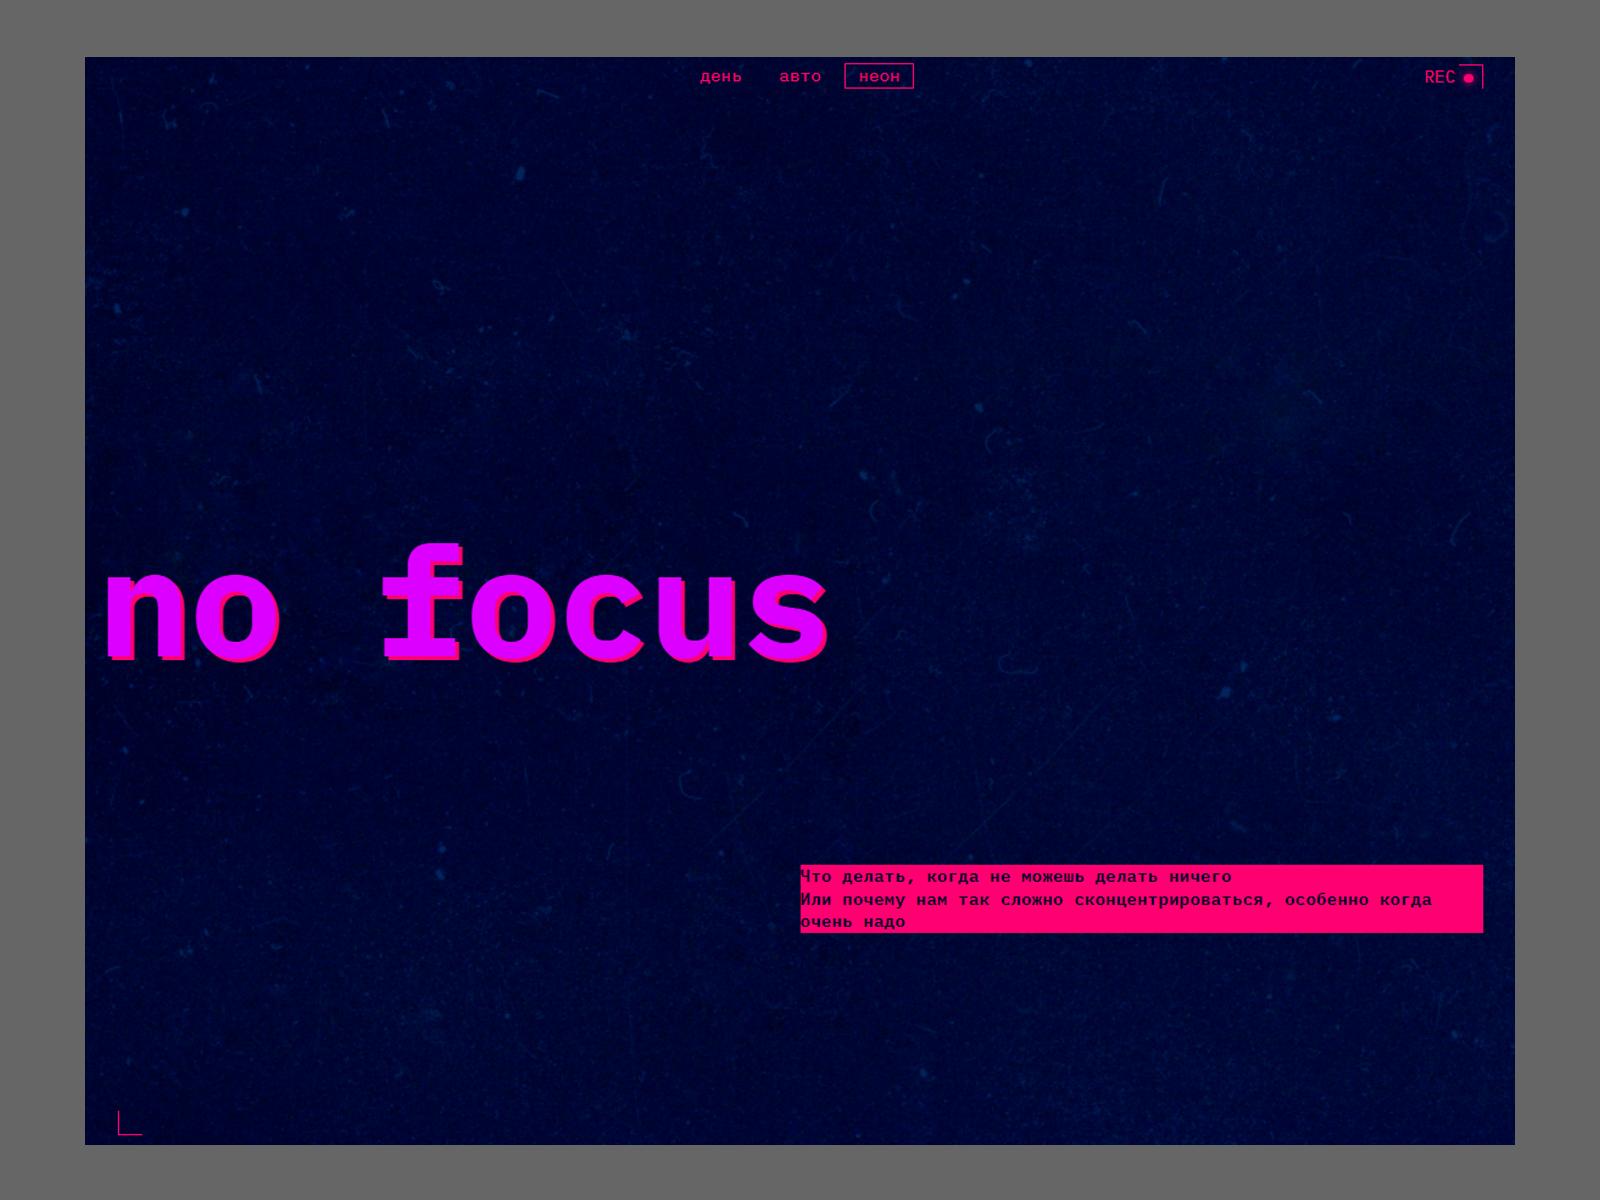 день авто неон
REC
no focus
Что делать, когда не можешь делать ничего
Или почему нам так сложно сконцентрироваться, особенно когда
очень надо